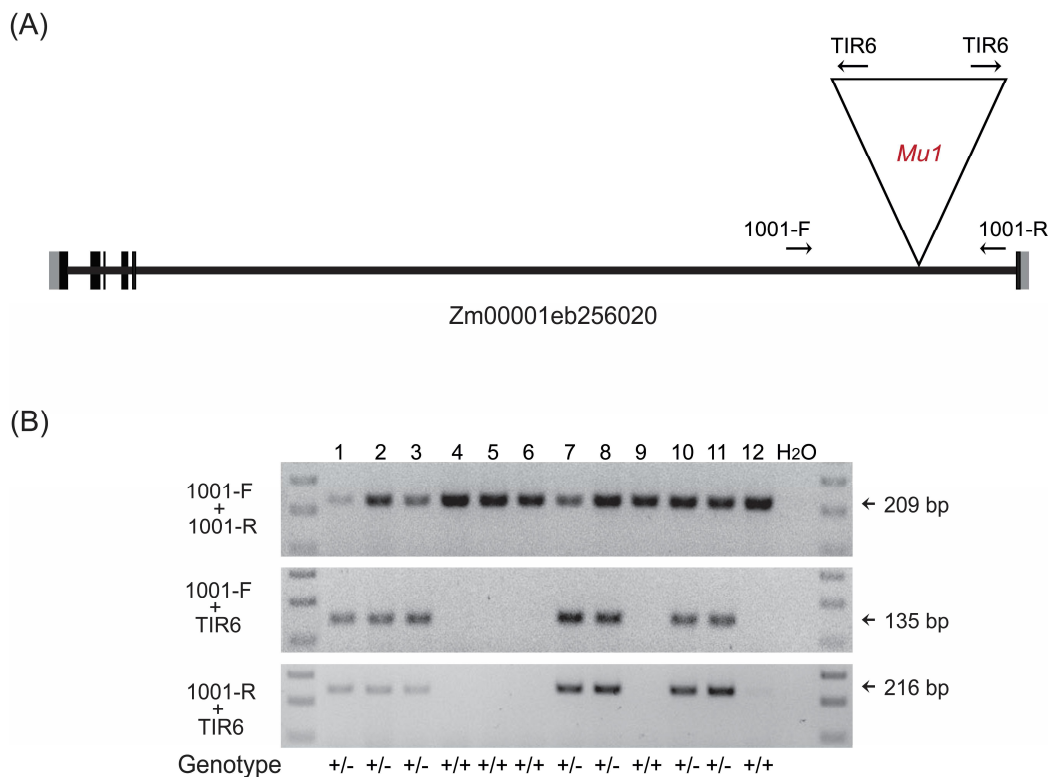 (A)
TIR6 TIR6
Mu1
1001-F 1001-R
Zm00001eb256020
(B)
1 2 3 4 5 6 7 8 9 10 11 12 H2O
1001-F
+
1001-R
← 209 bp
1001-F
+
TIR6
← 135 bp
1001-R
+
TIR6
← 216 bp
Genotype +/- +/- +/- +/+ +/+ +/+ +/- +/- +/+ +/- +/- +/+